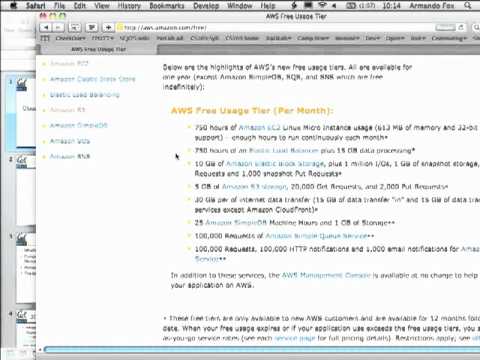 Safari File Edit View History Bookmarks Window Help (1:07) 10:14 Armando Fox
AWS Free Usage Tier
http://aws.amazon.com/free/
AWS Free Usage Tier
Amazon EC2
Amazon Elastic Block Store
Elastic Load Balancing
Amazon S3
Amazon SimpleDB
Amazon SQS
Amazon SNS
Below are the highlights of AWS's new free usage tiers. All are available for
one year (except Amazon SimpleDB, SQS, and SNS which are free
indefinitely):
AWS Free Usage Tier (Per Month):
750 hours of Amazon EC2 Linux Micro Instance usage (613 MB of memory and 32-bit
support) – enough hours to run continuously each month*
750 hours of an Elastic Load Balancer plus 15 GB data processing*
10 GB of Amazon Elastic Block Storage, plus 1 million I/Os, 1 GB of snapshot storage,
Requests and 1,000 snapshot Put Requests*
5 GB of Amazon S3 storage, 20,000 Get Requests, and 2,000 Put Requests*
30 GB per of internet data transfer (15 GB of data transfer "in" and 15 GB of data tra
services except Amazon CloudFront)*
25 Amazon SimpleDB Machine Hours and 1 GB of Storage**
100,000 Requests of Amazon Simple Queue Service**
100,000 Requests, 100,000 HTTP notifications and 1,000 email notifications for Amazo
Service**
In addition to these services, the AWS Management Console is available at no charge to help
your application on AWS.
* These free tiers are only available to new AWS customers and are available for 12 months follo
date. When your free usage expires or if your application use exceeds the free usage tiers, you s
as-you-go service rates (see each service page for full pricing details). Restrictions apply; see